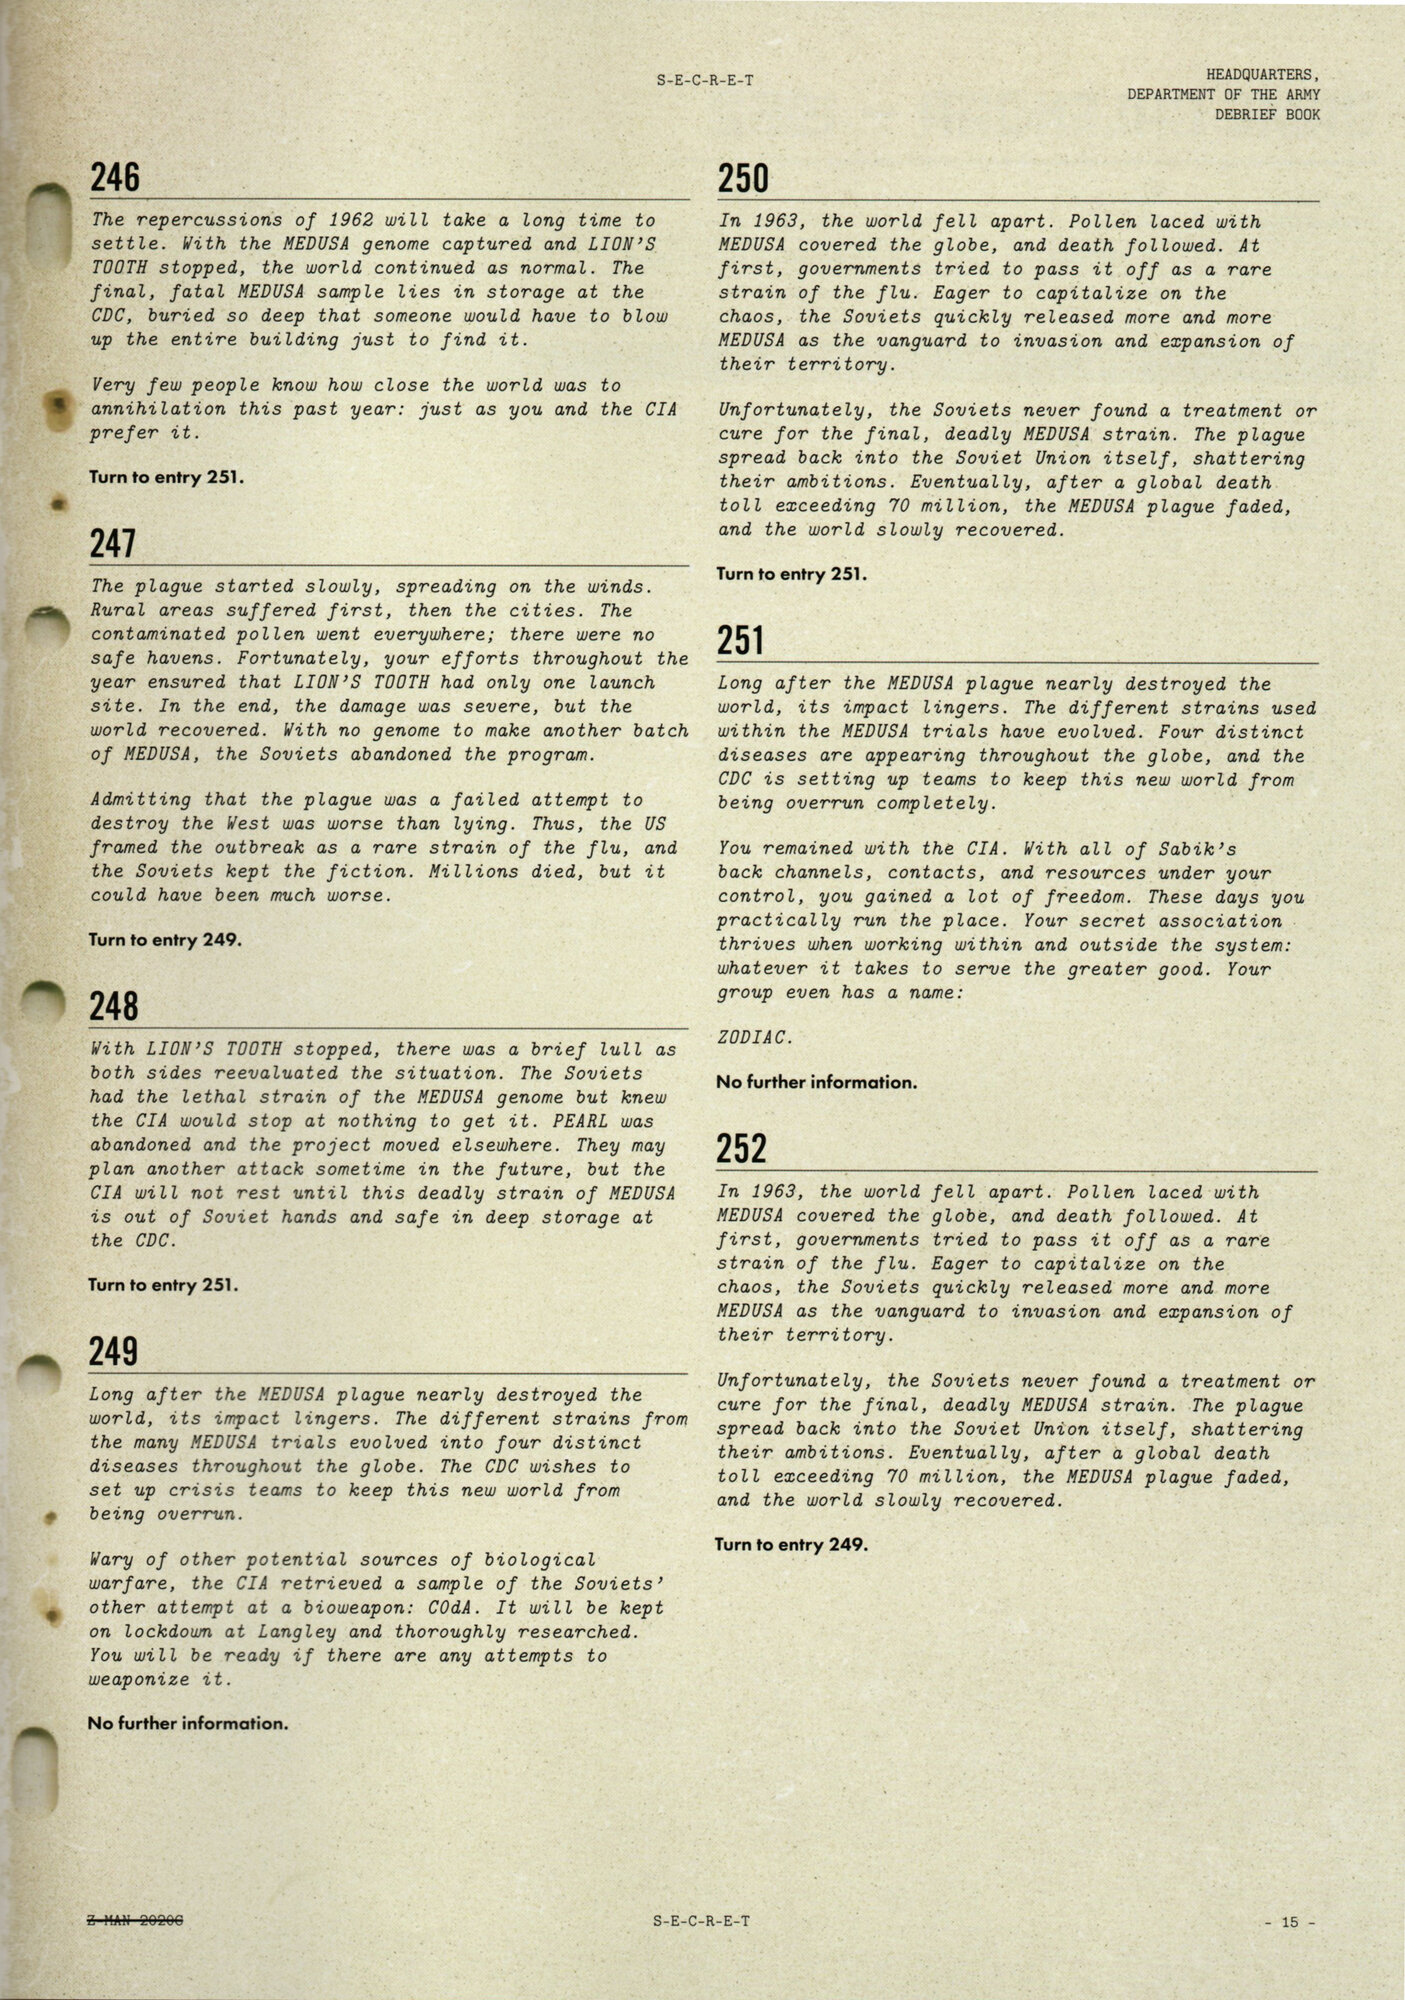 S-E-C-R-E-T
HEADQUARTERS,
DEPARTMENT OF THE ARMY
DEBRIEF BOOK
246
The repercussions of 1962 will take a long time to
settle. With the MEDUSA genome captured and LION'S
TOOTH stopped, the world continued as normal. The
final, fatal MEDUSA sample lies in storage at the
CDC, buried so deep that someone would have to blow
up the entire building just to find it.
Very few people know how close the world was to
annihilation this past year: just as you and the CIA
prefer it.
Turn to entry 251.
247
The plague started slowly, spreading on the winds.
Rural areas suffered first, then the cities. The
contaminated pollen went everywhere; there were no
safe havens. Fortunately, your efforts throughout the
year ensured that LION'S TOOTH had only one launch
site. In the end, the damage was severe, but the
world recovered. With no genome to make another batch
of MEDUSA, the Soviets abandoned the program.
Admitting that the plague was a failed attempt to
destroy the West was worse than lying. Thus, the US
framed the outbreak as a rare strain of the flu, and
the Soviets kept the fiction. Millions died, but it
could have been much worse.
Turn to entry 249.
248
With LION'S TOOTH stopped, there was a brief lull as
both sides reevaluated the situation. The Soviets
had the lethal strain of the MEDUSA genome but knew
the CIA would stop at nothing to get it. PEARL was
abandoned and the project moved elsewhere. They may
plan another attack sometime in the future, but the
CIA will not rest until this deadly strain of MEDUSA
is out of Soviet hands and safe in deep storage at
the CDC.
Turn to entry 251.
249
Long after the MEDUSA plague nearly destroyed the
world, its impact lingers. The different strains from
the many MEDUSA trials evolved into four distinct
diseases throughout the globe. The CDC wishes to
set up crisis teams to keep this new world from
being overrun.
Wary of other potential sources of biological
warfare, the CIA retrieved a sample of the Soviets'
other attempt at a bioweapon: COdA. It will be kept
on lockdown at Langley and thoroughly researched.
You will be ready if there are any attempts to
weaponize it.
No further information.
250
In 1963, the world fell apart. Pollen laced with
MEDUSA covered the globe, and death followed. At
first, governments tried to pass it off as a rare
strain of the flu. Eager to capitalize on the
chaos, the Soviets quickly released more and more
MEDUSA as the vanguard to invasion and expansion of
their territory.
Unfortunately, the Soviets never found a treatment or
cure for the final, deadly MEDUSA strain. The plague
spread back into the Soviet Union itself, shattering
their ambitions. Eventually, after a global death
toll exceeding 70 million, the MEDUSA plague faded,
and the world slowly recovered.
Turn to entry 251.
251
Long after the MEDUSA plague nearly destroyed the
world, its impact lingers. The different strains used
within the MEDUSA trials have evolved. Four distinct
diseases are appearing throughout the globe, and the
CDC is setting up teams to keep this new world from
being overrun completely.
You remained with the CIA. With all of Sabik's
back channels, contacts, and resources under your
control, you gained a lot of freedom. These days you
practically run the place. Your secret association
thrives when working within and outside the system:
whatever it takes to serve the greater good. Your
group even has a name:
ZODIAC.
No further information.
252
In 1963, the world fell apart. Pollen laced with
MEDUSA covered the globe, and death followed. At
first, governments tried to pass it off as a rare
strain of the flu. Eager to capitalize on the
chaos, the Soviets quickly released more and more
MEDUSA as the vanguard to invasion and expansion of
their territory.
Unfortunately, the Soviets never found a treatment or
cure for the final, deadly MEDUSA strain. The plague
spread back into the Soviet Union itself, shattering
their ambitions. Eventually, after a global death
toll exceeding 70 million, the MEDUSA plague faded,
and the world slowly recovered.
Turn to entry 249.
Z-MAN 2020G
S-E-C-R-E-T
- 15 -